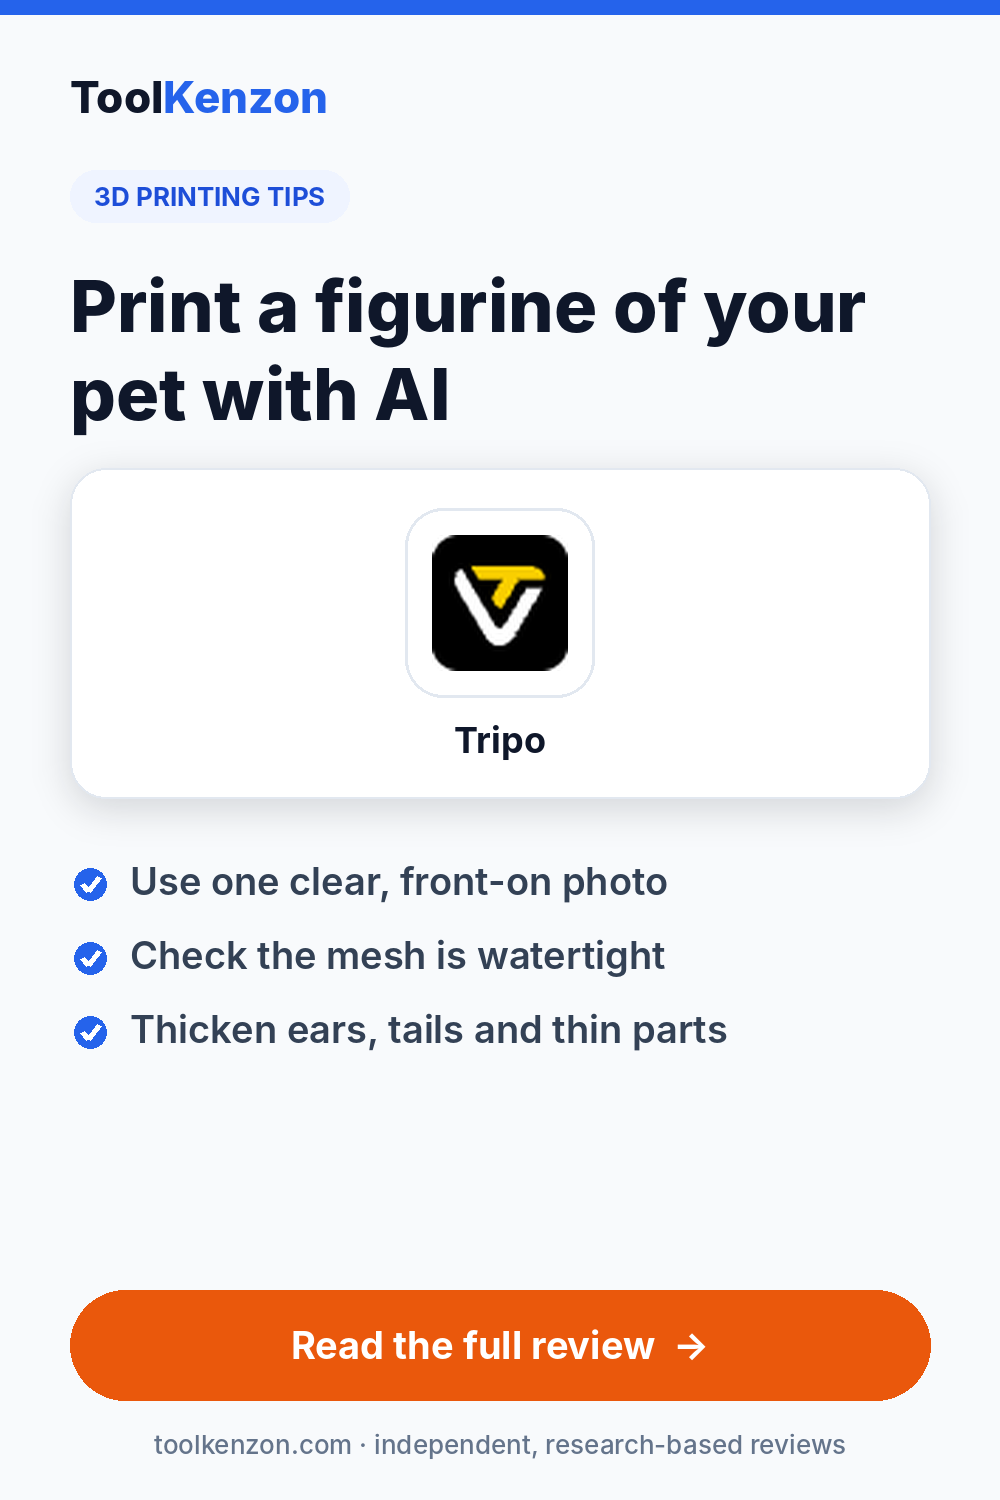 ToolKenzon
3D PRINTING TIPS
Print a figurine of your
pet with AI
Tripo
Use one clear, front-on photo
Check the mesh is watertight
Thicken ears, tails and thin parts
Read the full review →
toolkenzon.com · independent, research-based reviews